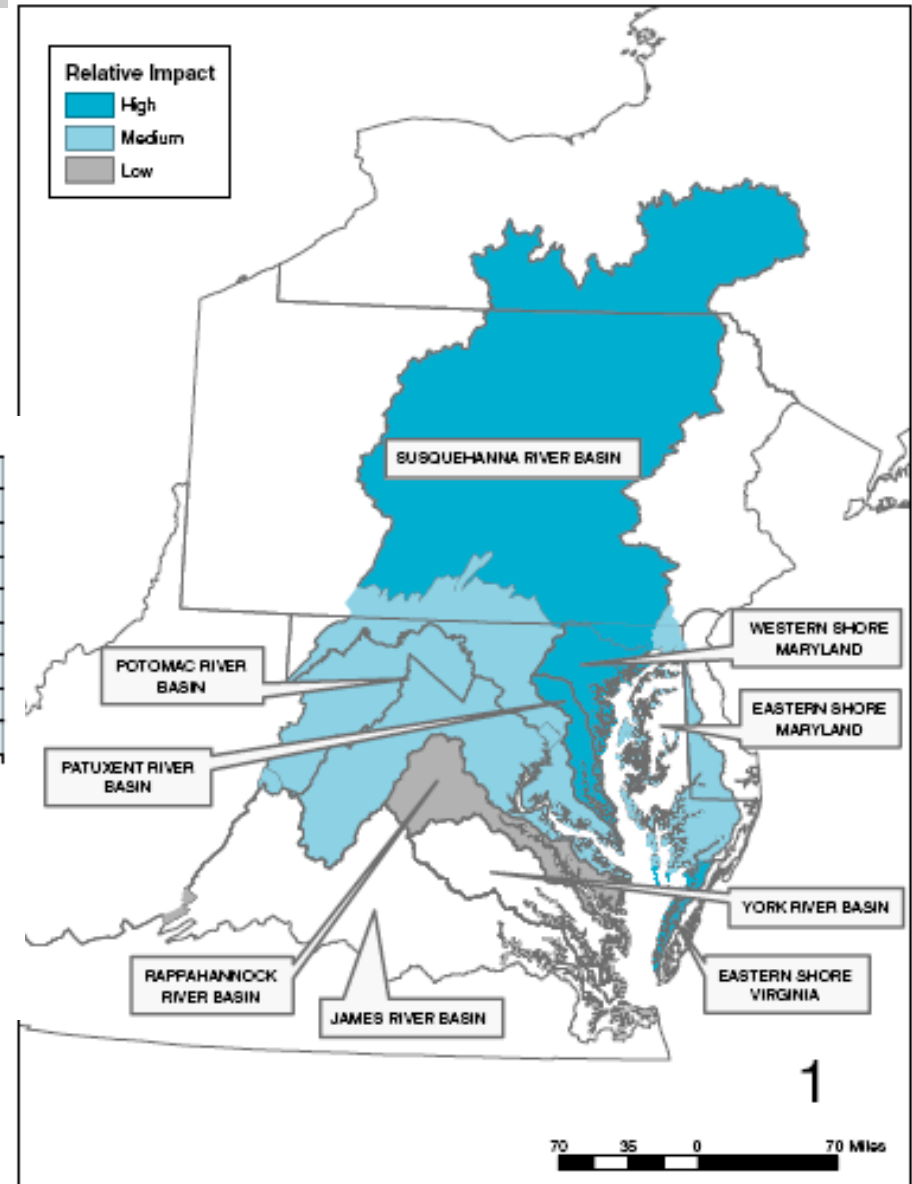 Relative Impact
High
Medium
Low
SUSQUEHANNA RIVER BASIN
WESTERN SHORE
MARYLAND
POTOMAC RIVER
BASIN
EASTERN SHORE
MARYLAND
PATUXENT RIVER
BASIN
YORK RIVER BASIN
RAPPAHANNOCK
RIVER BASIN
EASTERN SHORE
VIRGINIA
JAMES RIVER BASIN
1
70 35 0 70 Miles